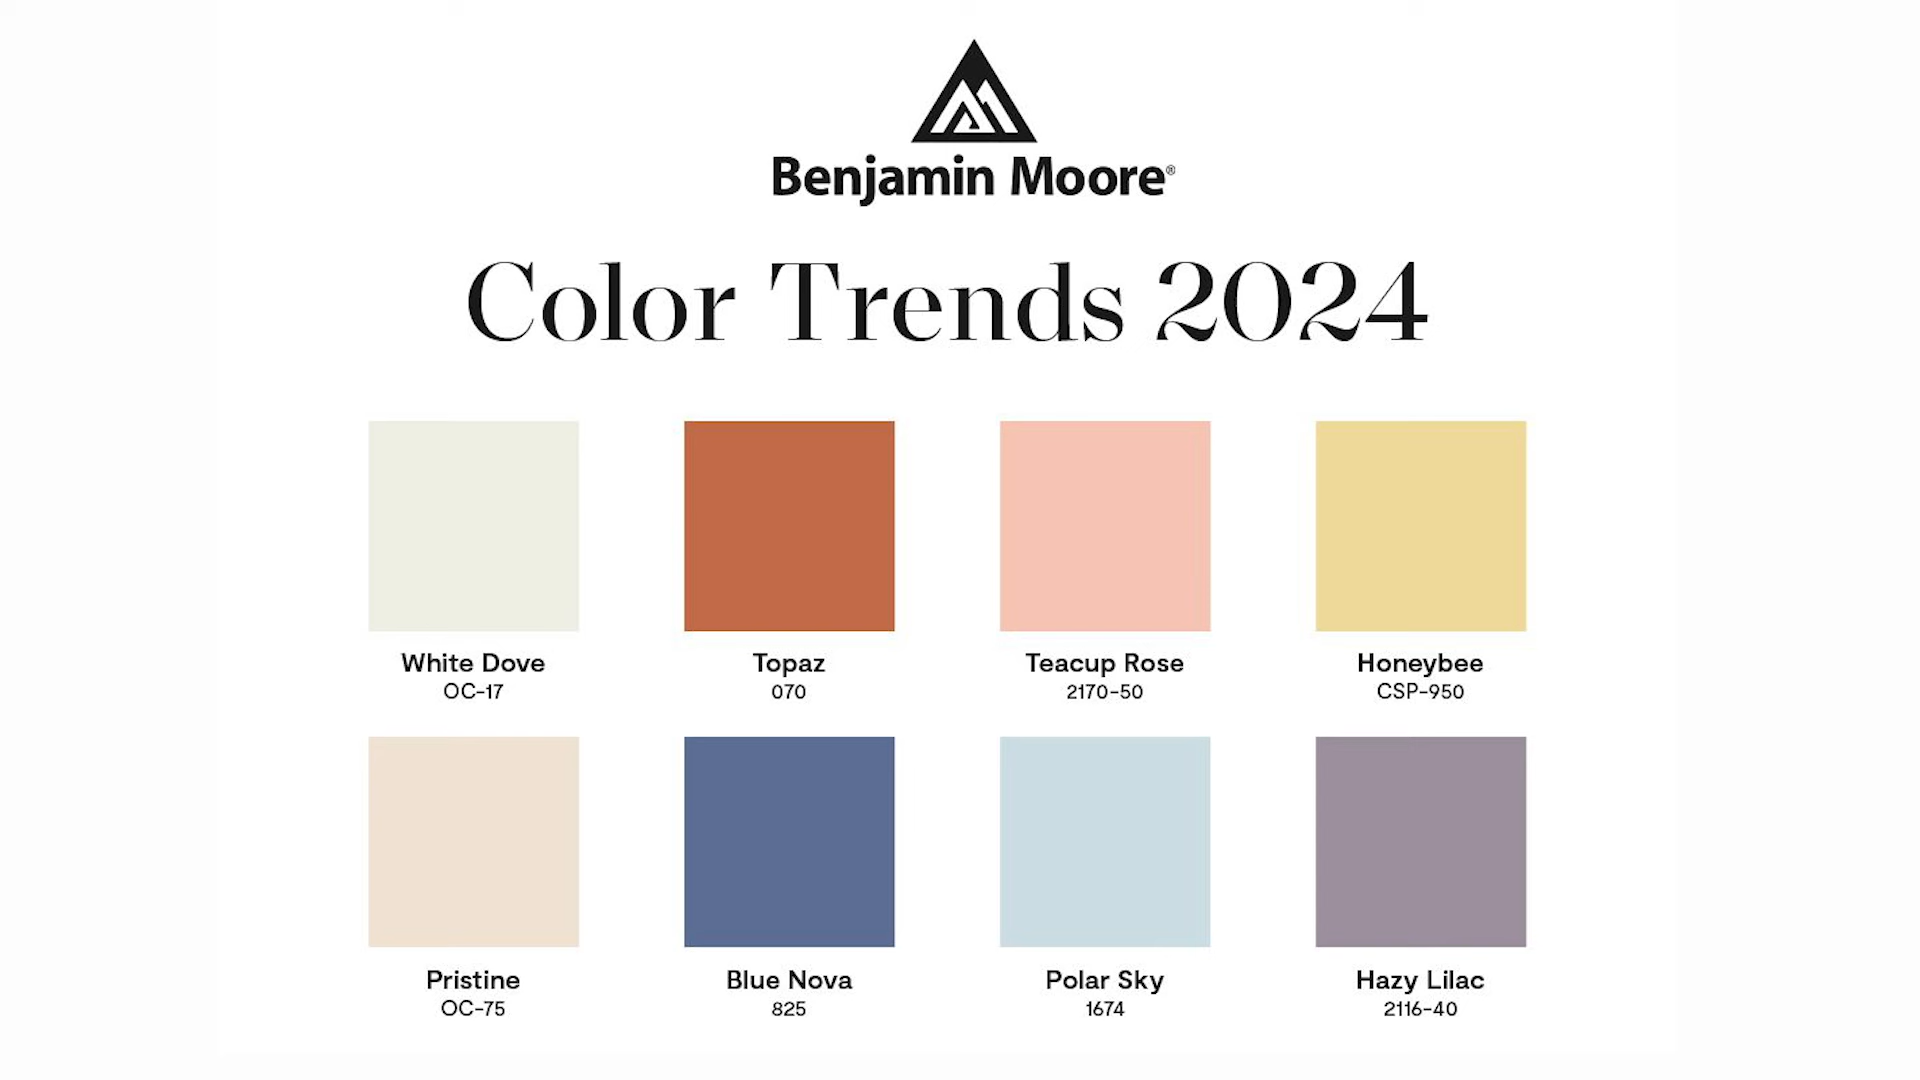 Benjamin Moore®
Color Trends 2024
White Dove
OC-17
Topaz
070
Teacup Rose
2170-50
Honeybee
CSP-950
Pristine
OC-75
Blue Nova
825
Polar Sky
1674
Hazy Lilac
2116-40